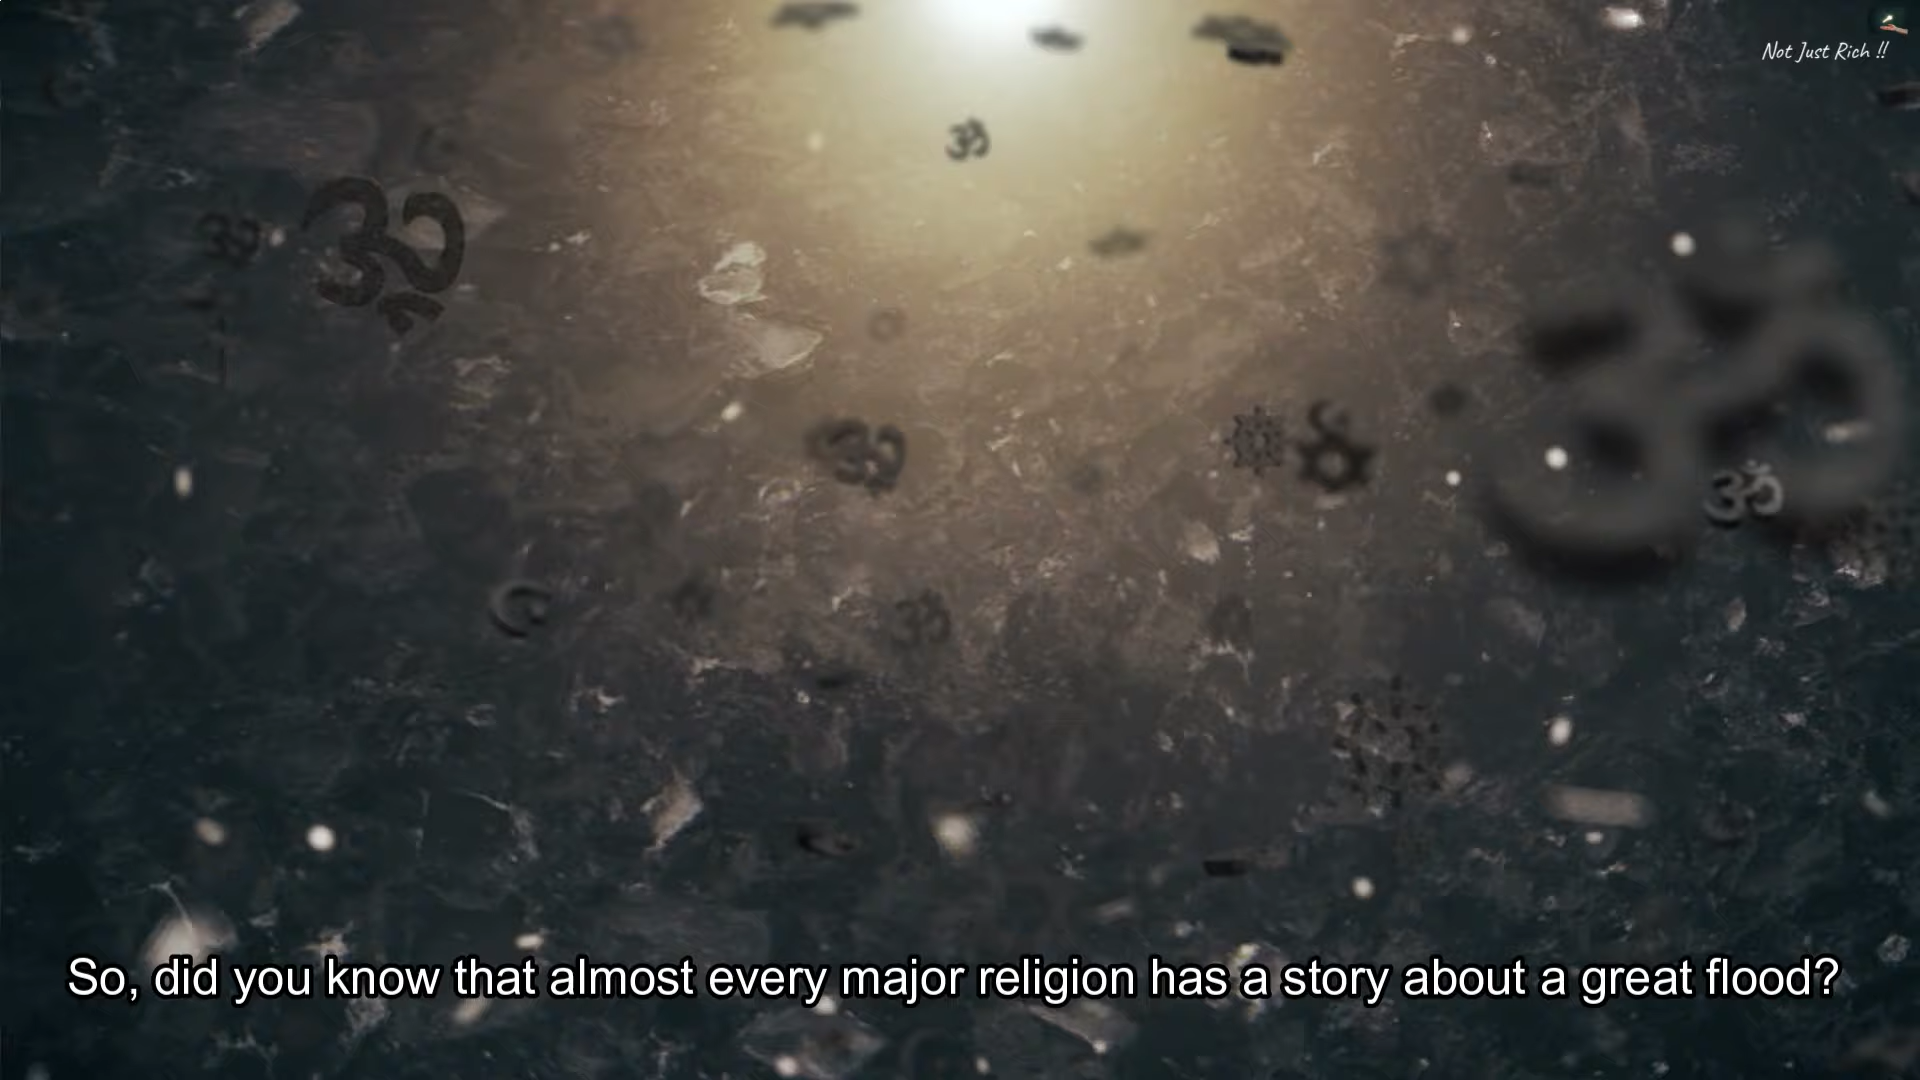 Not Just Rich !!
ॐ
ॐ
ॐ
ॐ
ॐ
So, did you know that almost every major religion has a story about a great flood?